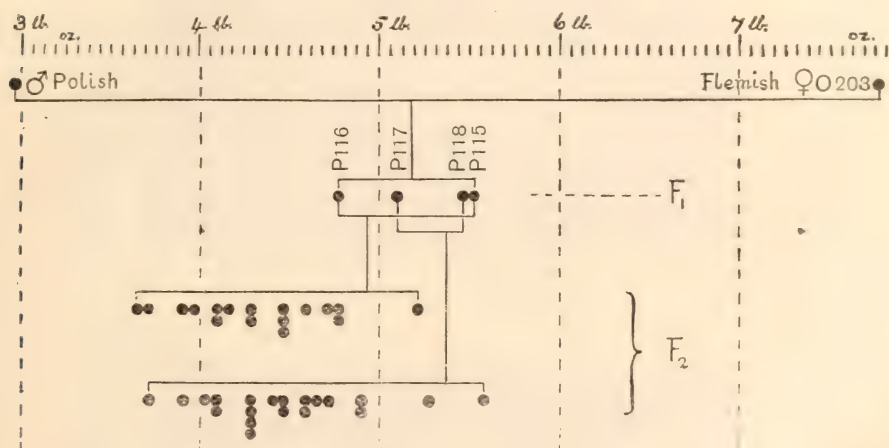 3 lb. oz. 4 lb. 5 lb. 6 lb. 7 lb. oz.
♂ Polish Flemish ♀O203
P116 P117 P118 P115
F1
F2